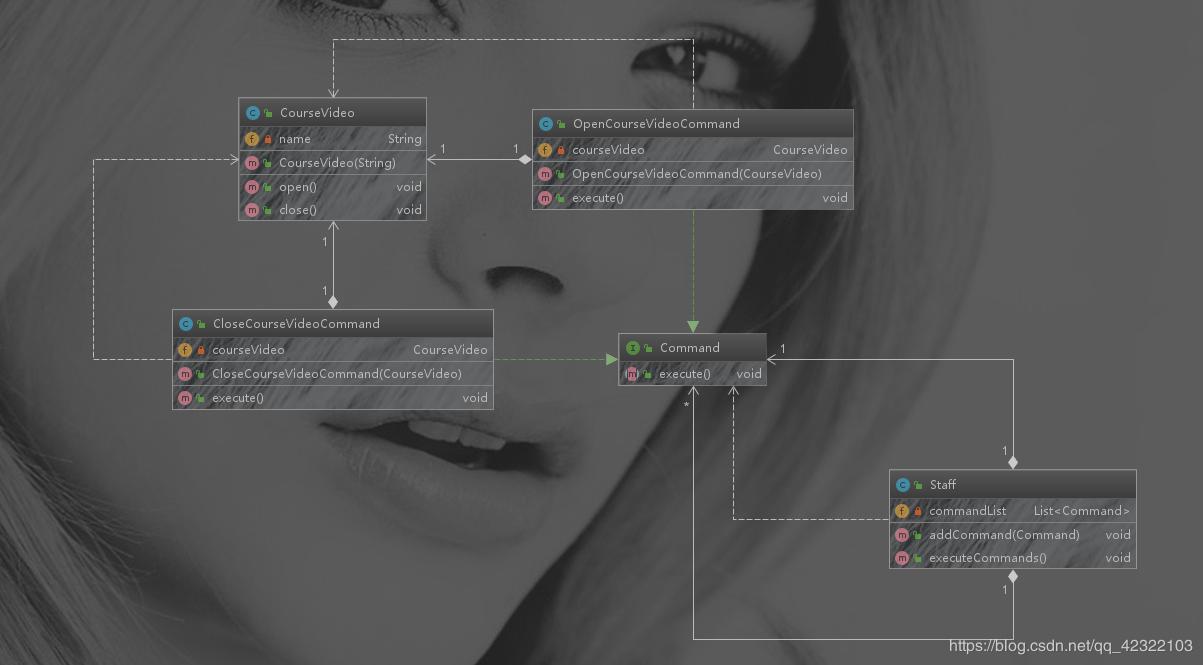 CourseVideo
name String
CourseVideo(String)
open() void
close() void
1 1
OpenCourseVideoCommand
courseVideo CourseVideo
OpenCourseVideoCommand(CourseVideo)
execute() void
1
1
CloseCourseVideoCommand
courseVideo CourseVideo
CloseCourseVideoCommand(CourseVideo)
execute() void
Command
execute() void
1
*
1
Staff
commandList List<Command>
addCommand(Command) void
executeCommands() void
1
https://blog.csdn.net/qq_42322103